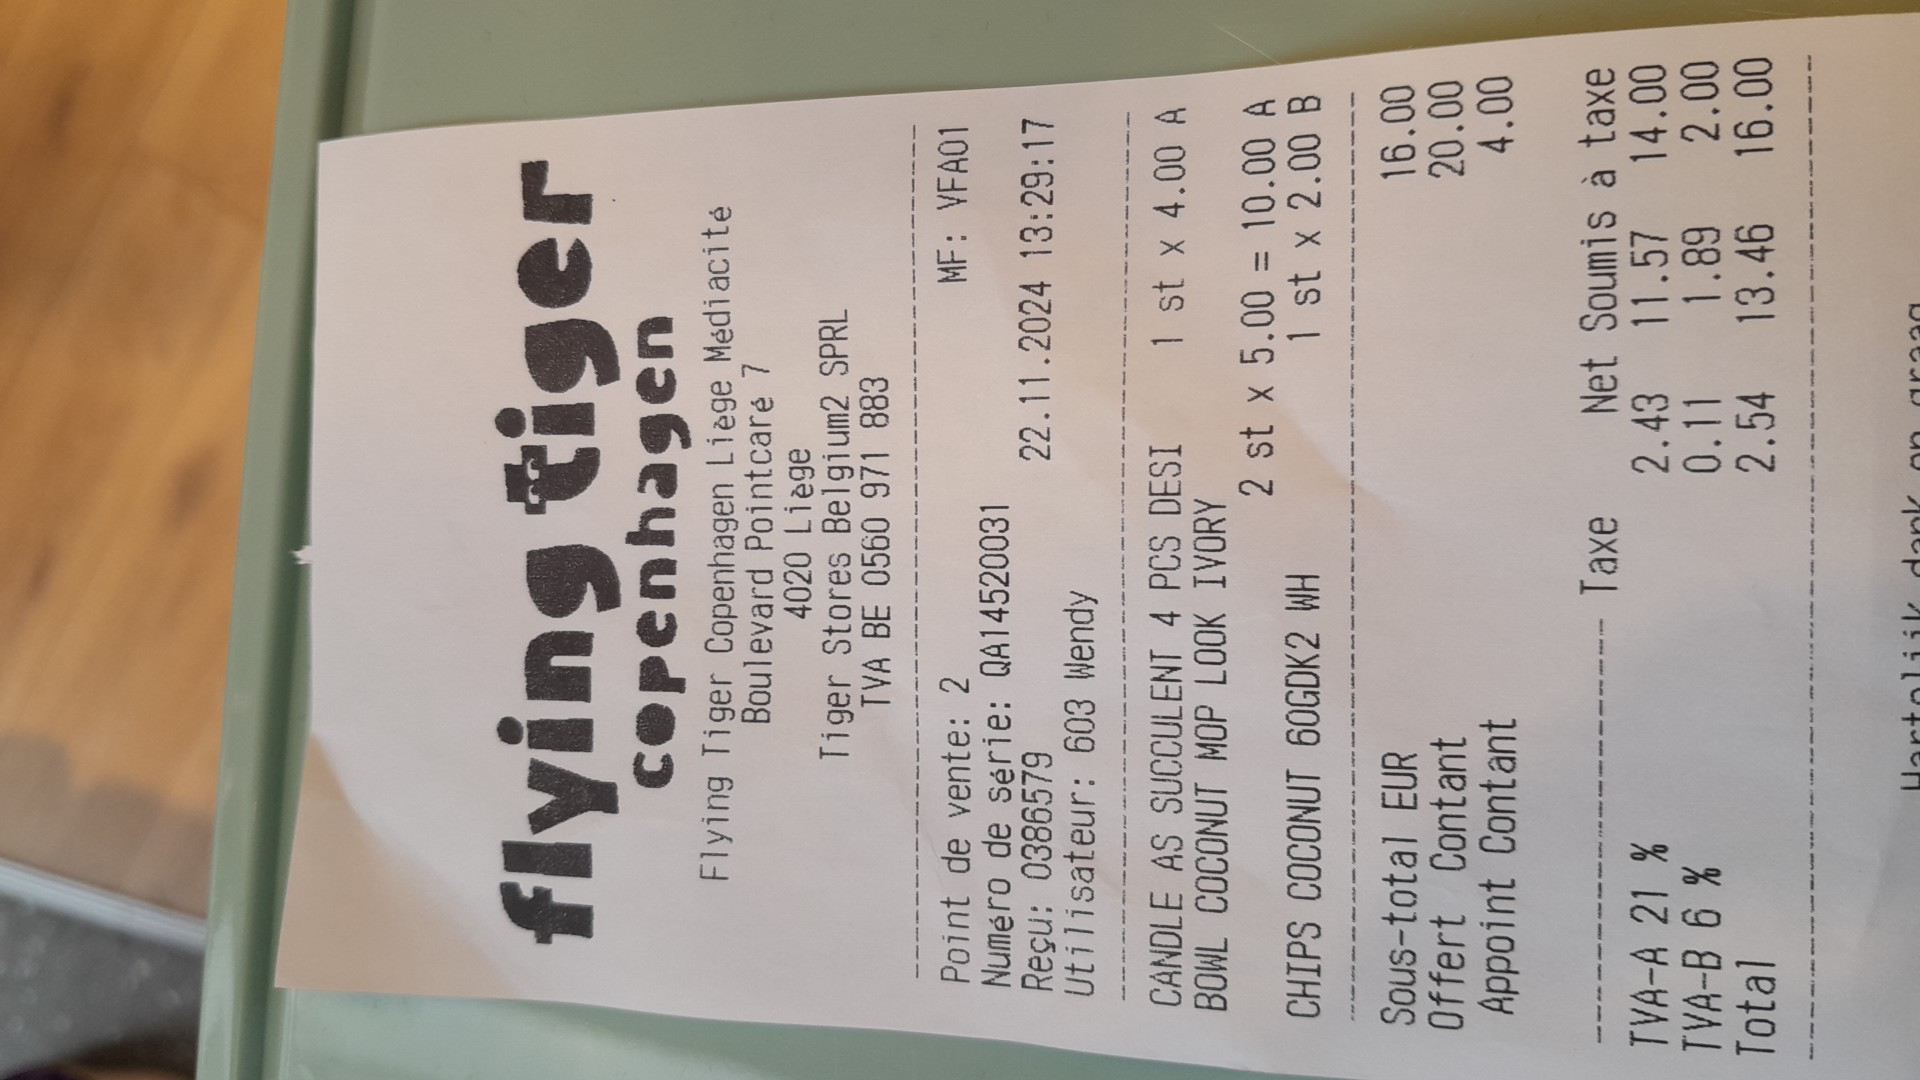 flying tiger
copenhagen
Flying Tiger Copenhagen Liège Médiacité
Boulevard Pointcaré 7
4020 Liège
Tiger Stores Belgium2 SPRL
TVA BE 0560 971 883
Point de vente: 2 MF: VFA01
Numéro de série: QA14520031
Reçu: 0386579 22.11.2024 13:29:17
Utilisateur: 603 Wendy
CANDLE AS SUCCULENT 4 PCS DESI 1 st x 4.00 A
BOWL COCONUT MOP LOOK IVORY
2 st x 5.00 = 10.00 A
CHIPS COCONUT 60GDK2 WH 1 st x 2.00 B
Sous-total EUR 16.00
Offert Contant 20.00
Appoint Contant 4.00
Taxe Net Soumis à taxe
TVA-A 21 % 2.43 11.57 14.00
TVA-B 6 % 0.11 1.89 2.00
Total 2.54 13.46 16.00
Hartelijk dank en graag